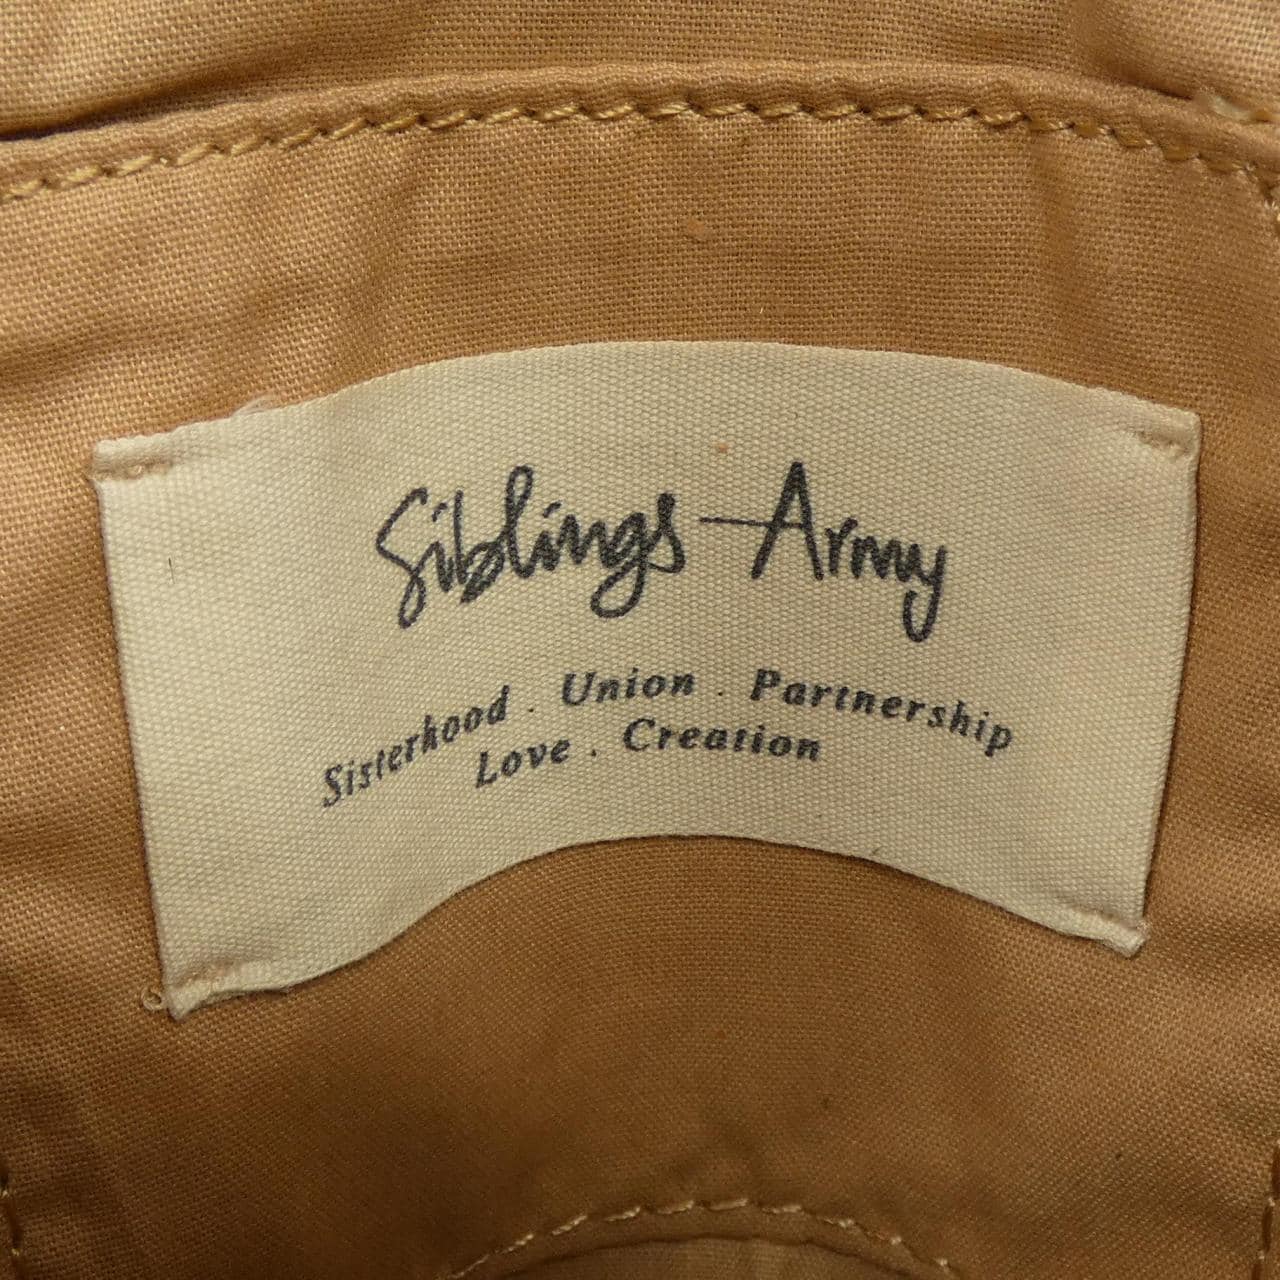 Siblings Army
Sisterhood . Union . Partnership
Love . Creation